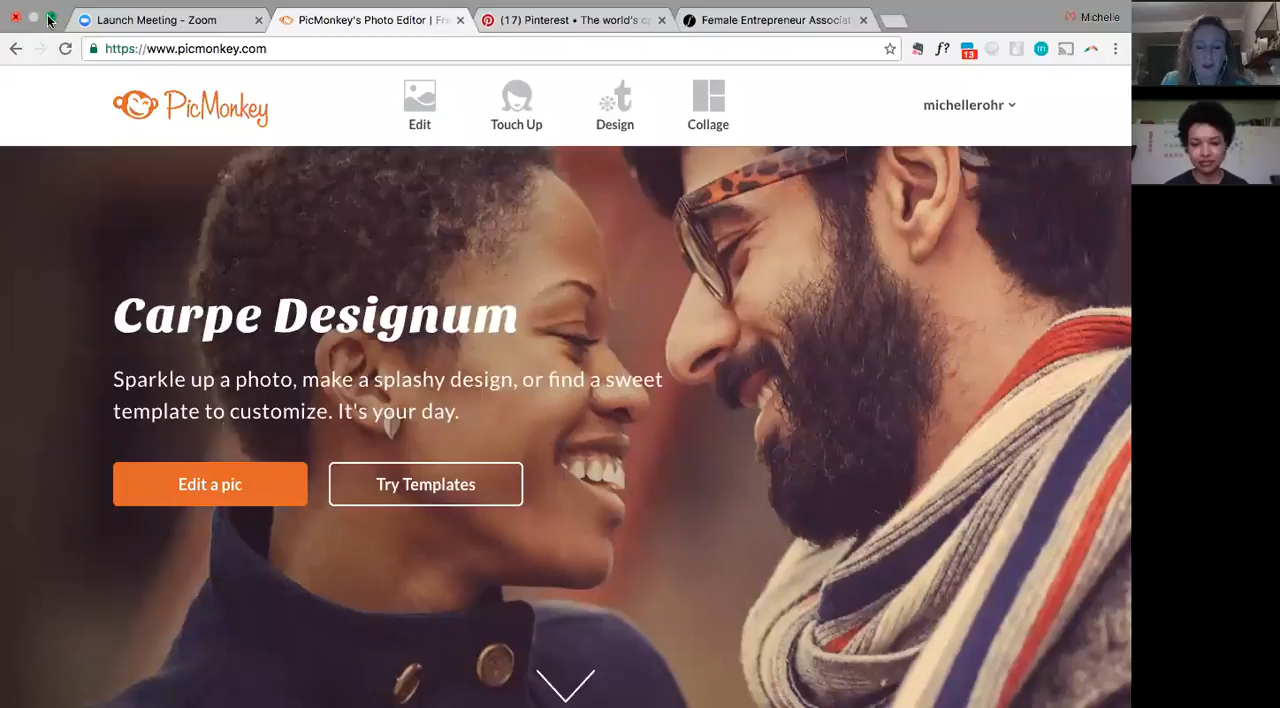 Launch Meeting - Zoom
PicMonkey's Photo Editor | Fr
(17) Pinterest • The world's c
Female Entrepreneur Associat
Michelle
https://www.picmonkey.com
f?
13
m
PicMonkey
Edit
Touch Up
Design
Collage
michellerohr
Carpe Designum
Sparkle up a photo, make a splashy design, or find a sweet
template to customize. It's your day.
Edit a pic
Try Templates